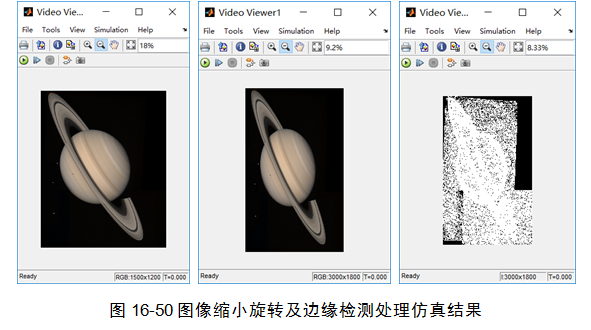 Video Vie...
File Tools View Simulation Help
18%
Ready
RGB:1500x1200 T=0.000
Video Viewer1
File Tools View Simulation Help
9.2%
Ready
RGB:3000x1800 T=0.000
Video Vie...
File Tools View Simulation Help
8.33%
Ready
I:3000x1800 T=0.000
图 16-50 图像缩小旋转及边缘检测处理仿真结果